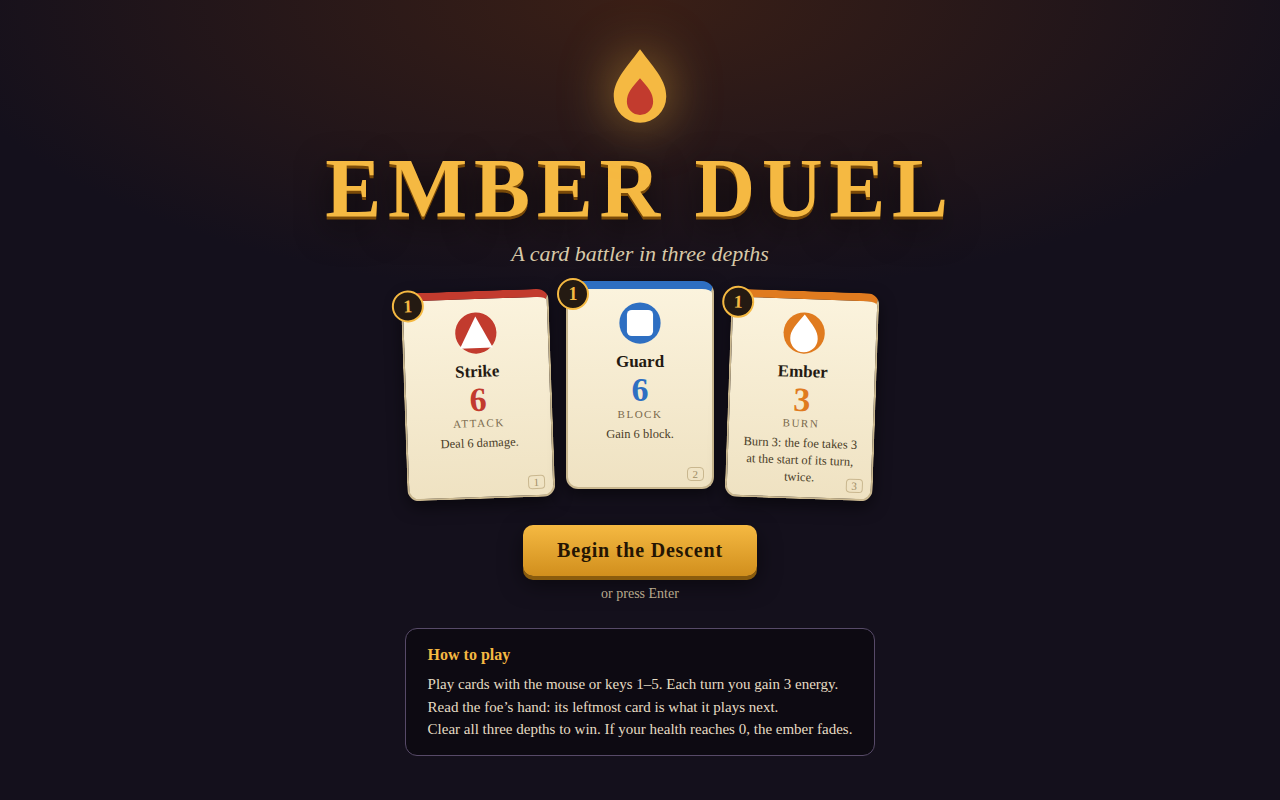 EMBER DUEL
A card battler in three depths
1
Strike
6
ATTACK
Deal 6 damage.
1
1
Guard
6
BLOCK
Gain 6 block.
2
1
Ember
3
BURN
Burn 3: the foe takes 3
at the start of its turn,
twice.
3
Begin the Descent
or press Enter
How to play
Play cards with the mouse or keys 1–5. Each turn you gain 3 energy.
Read the foe’s hand: its leftmost card is what it plays next.
Clear all three depths to win. If your health reaches 0, the ember fades.